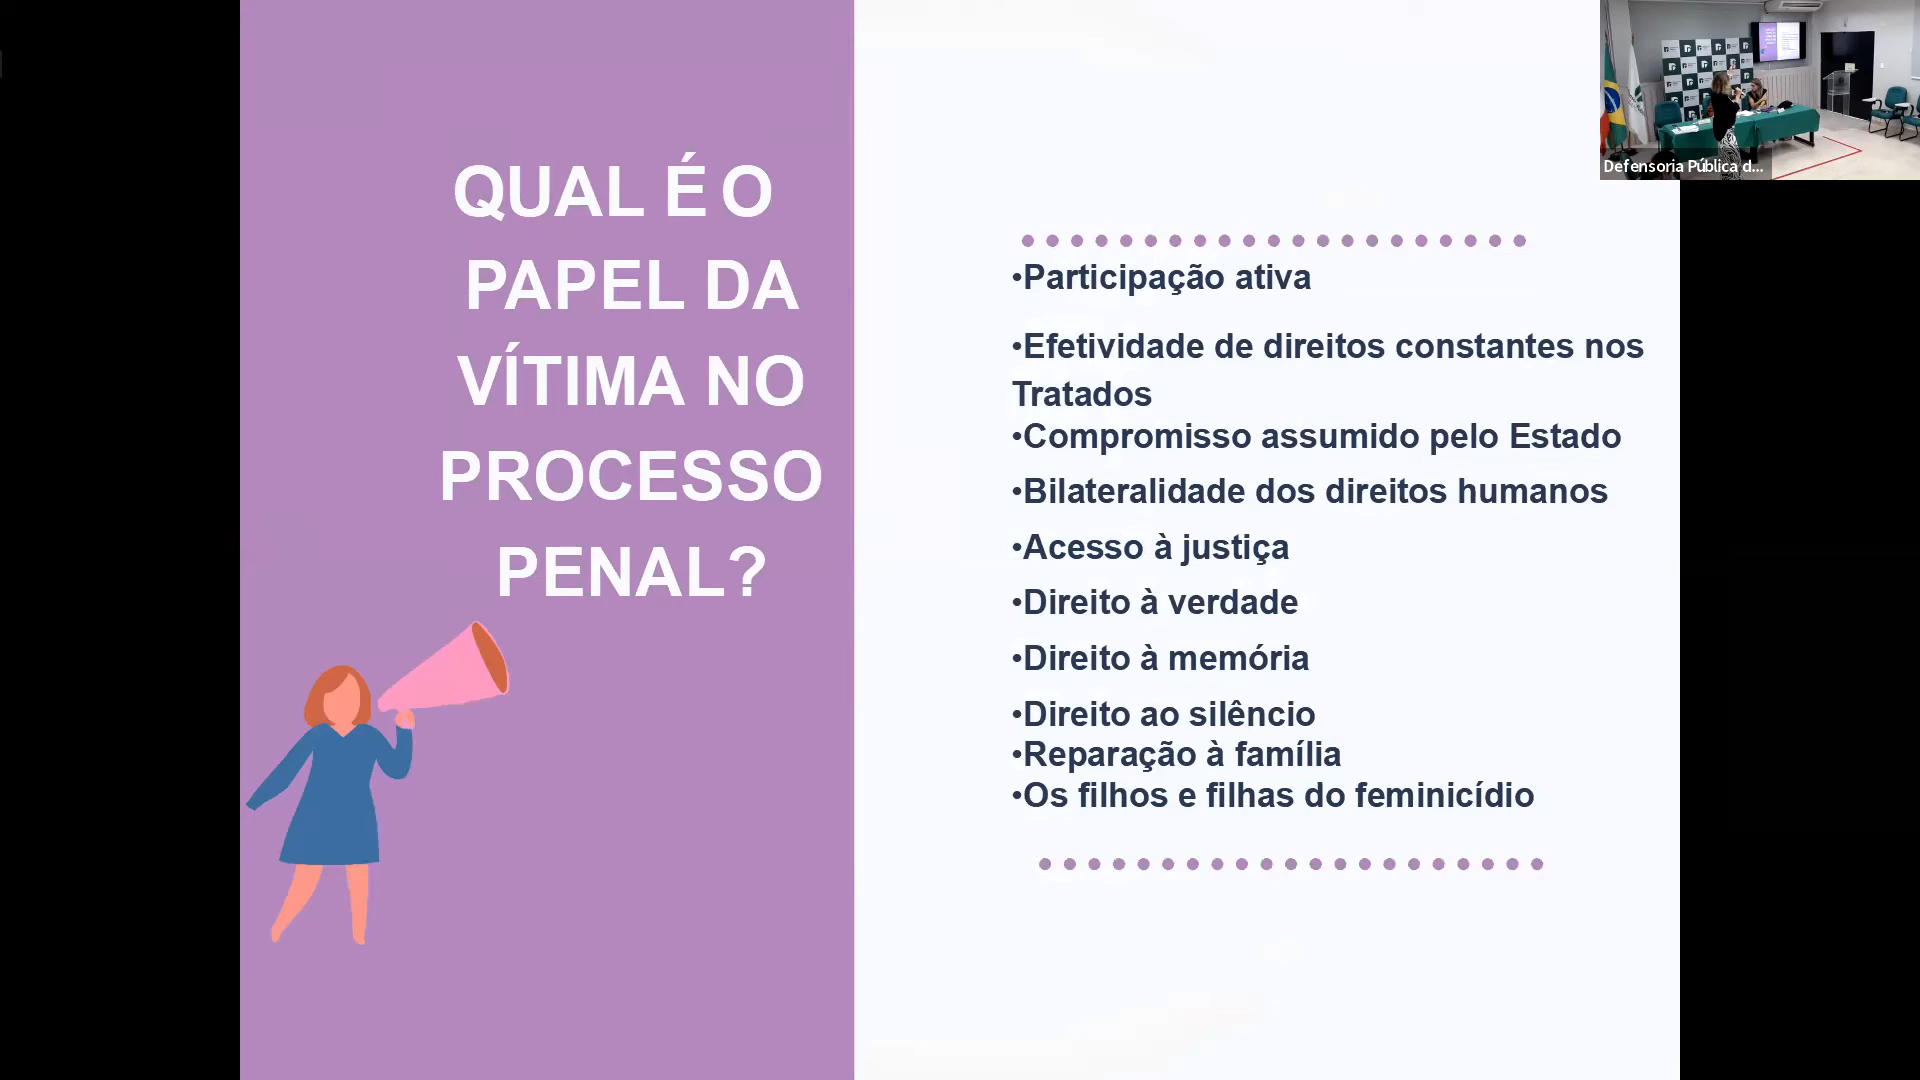 QUAL É O
PAPEL DA
VÍTIMA NO
PROCESSO
PENAL?
•Participação ativa
•Efetividade de direitos constantes nos
Tratados
•Compromisso assumido pelo Estado
•Bilateralidade dos direitos humanos
•Acesso à justiça
•Direito à verdade
•Direito à memória
•Direito ao silêncio
•Reparação à família
•Os filhos e filhas do feminicídio
Defensoria Pública d...